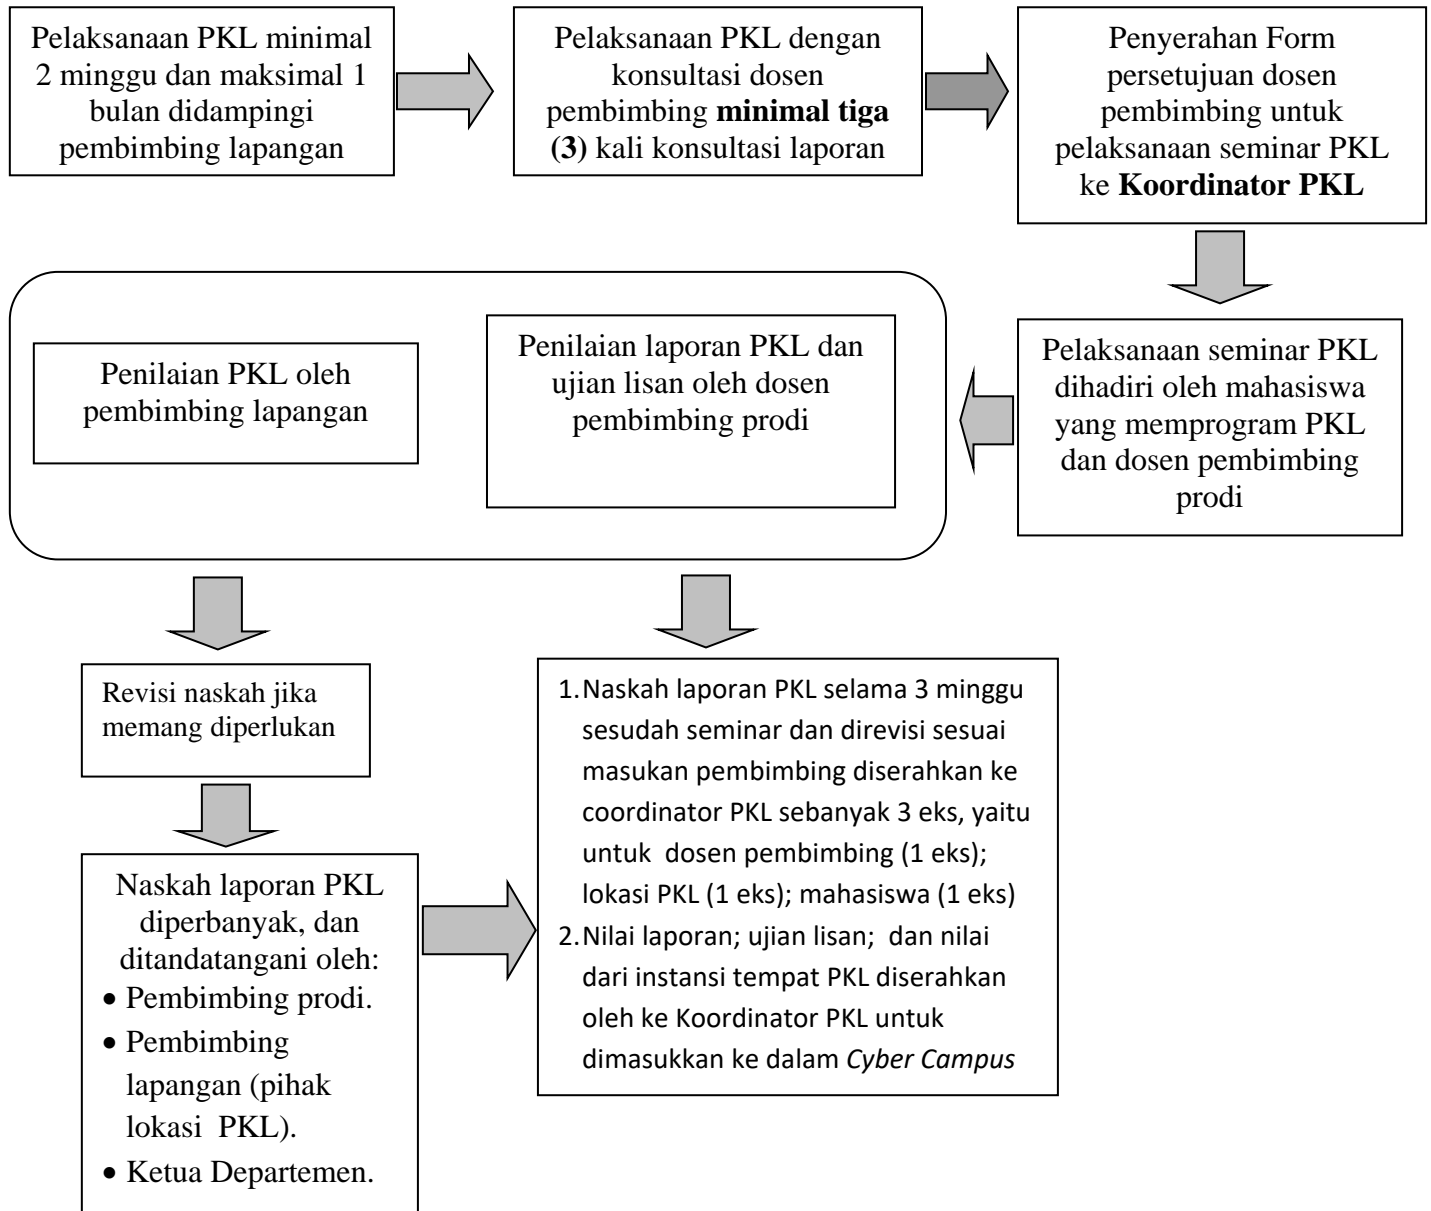 Pelaksanaan PKL minimal
2 minggu dan maksimal 1
bulan didampingi
pembimbing lapangan
Pelaksanaan PKL dengan
konsultasi dosen
pembimbing minimal tiga
(3) kali konsultasi laporan
Penyerahan Form
persetujuan dosen
pembimbing untuk
pelaksanaan seminar PKL
ke Koordinator PKL
Pelaksanaan seminar PKL
dihadiri oleh mahasiswa
yang memprogram PKL
dan dosen pembimbing
prodi
Penilaian laporan PKL dan
ujian lisan oleh dosen
pembimbing prodi
Penilaian PKL oleh
pembimbing lapangan
Revisi naskah jika
memang diperlukan
Naskah laporan PKL
diperbanyak, dan
ditandatangani oleh:
• Pembimbing prodi.
• Pembimbing
lapangan (pihak
lokasi PKL).
• Ketua Departemen.
1. Naskah laporan PKL selama 3 minggu
sesudah seminar dan direvisi sesuai
masukan pembimbing diserahkan ke
coordinator PKL sebanyak 3 eks, yaitu
untuk dosen pembimbing (1 eks);
lokasi PKL (1 eks); mahasiswa (1 eks)
2. Nilai laporan; ujian lisan; dan nilai
dari instansi tempat PKL diserahkan
oleh ke Koordinator PKL untuk
dimasukkan ke dalam Cyber Campus